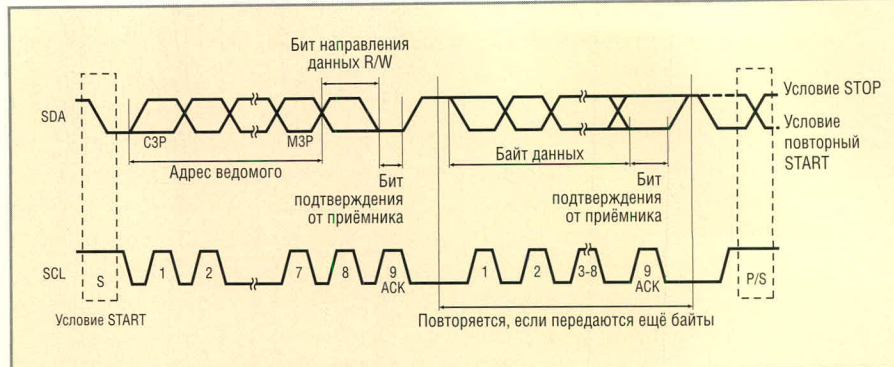 Бит направления
данных R/W
SDA
СЗР
МЗР
Адрес ведомого
Бит
подтверждения
от приёмника
Байт данных
Бит
подтверждения
от приёмника
Условие STOP
Условие
повторный
START
SCL
S
1
2
7
8
9
ACK
1
2
3-8
9
ACK
P/S
Условие START
Повторяется, если передаются ещё байты